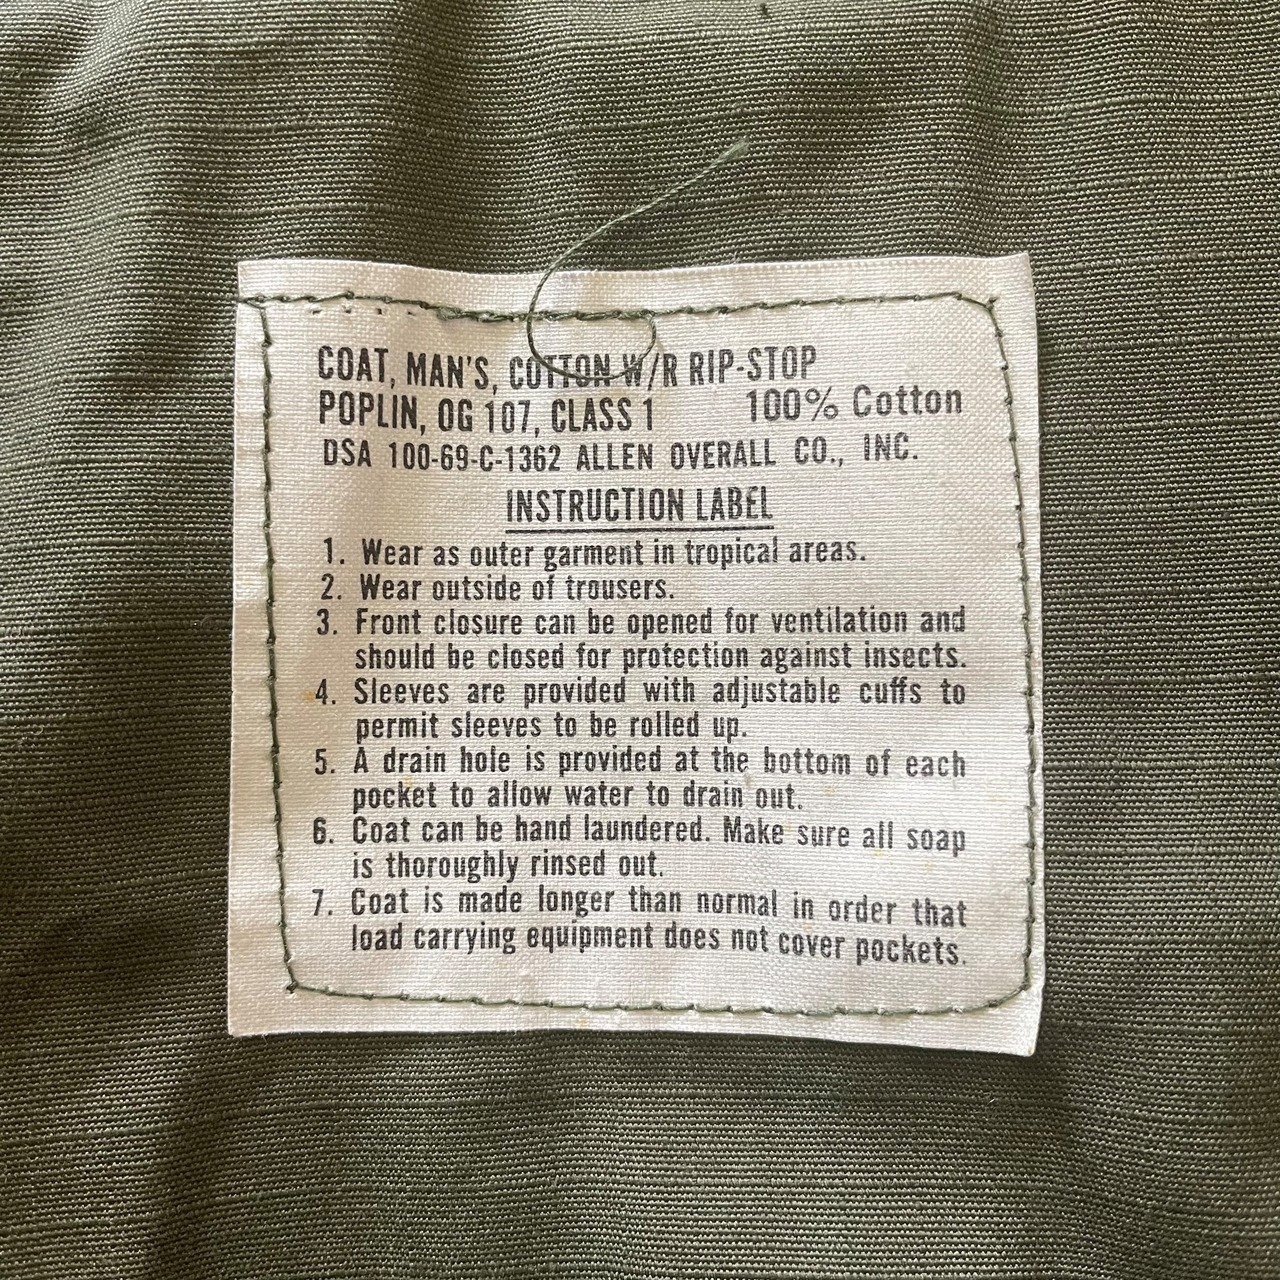 COAT, MAN'S, COTTON W/R RIP-STOP
POPLIN, OG 107, CLASS 1 100% Cotton
DSA 100-69-C-1362 ALLEN OVERALL CO., INC.
INSTRUCTION LABEL
1. Wear as outer garment in tropical areas.
2. Wear outside of trousers.
3. Front closure can be opened for ventilation and
should be closed for protection against insects.
4. Sleeves are provided with adjustable cuffs to
permit sleeves to be rolled up.
5. A drain hole is provided at the bottom of each
pocket to allow water to drain out.
6. Coat can be hand laundered. Make sure all soap
is thoroughly rinsed out.
7. Coat is made longer than normal in order that
load carrying equipment does not cover pockets.